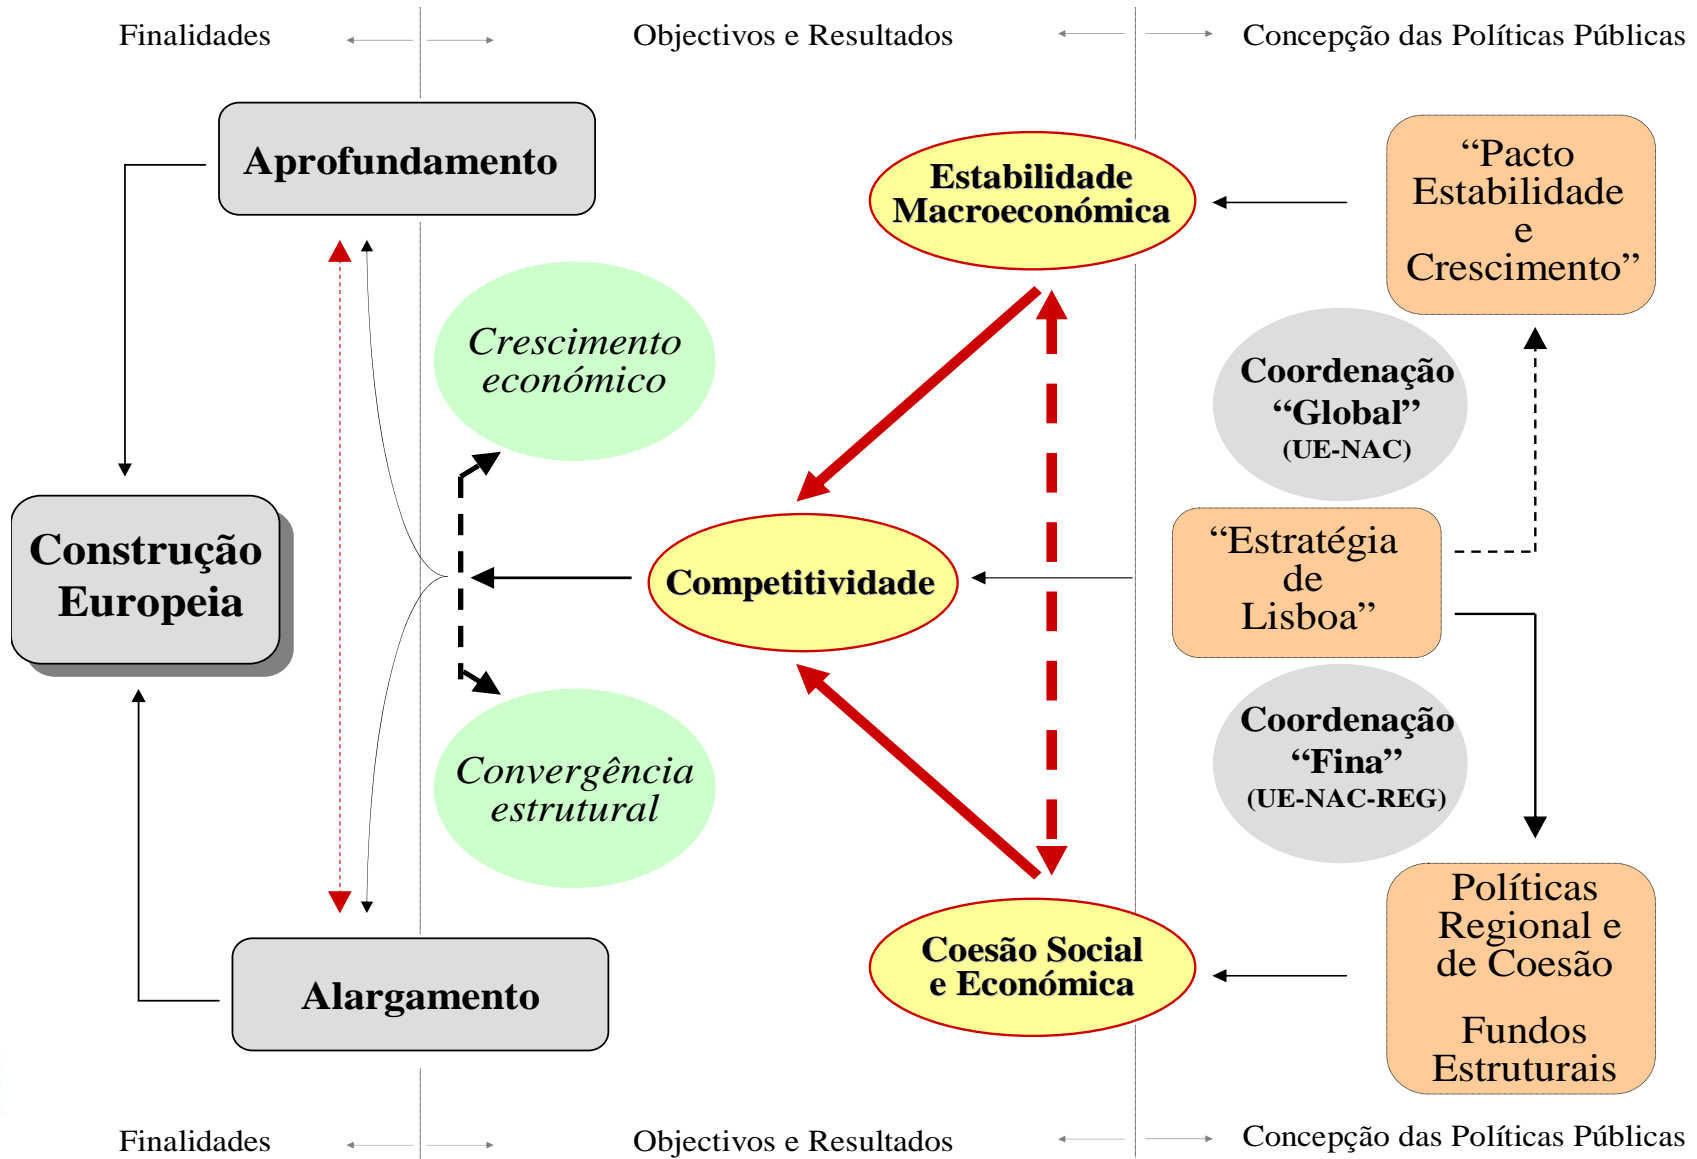 Finalidades
Objectivos e Resultados
Concepção das Políticas Públicas
Aprofundamento
Estabilidade
Macroeconómica
“Pacto
Estabilidade
e
Crescimento”
Crescimento
económico
Coordenação
“Global”
(UE-NAC)
Construção
Europeia
Competitividade
“Estratégia
de
Lisboa”
Convergência
estrutural
Coordenação
“Fina”
(UE-NAC-REG)
Alargamento
Coesão Social
e Económica
Políticas
Regional e
de Coesão
Fundos
Estruturais
Finalidades
Objectivos e Resultados
Concepção das Políticas Públicas